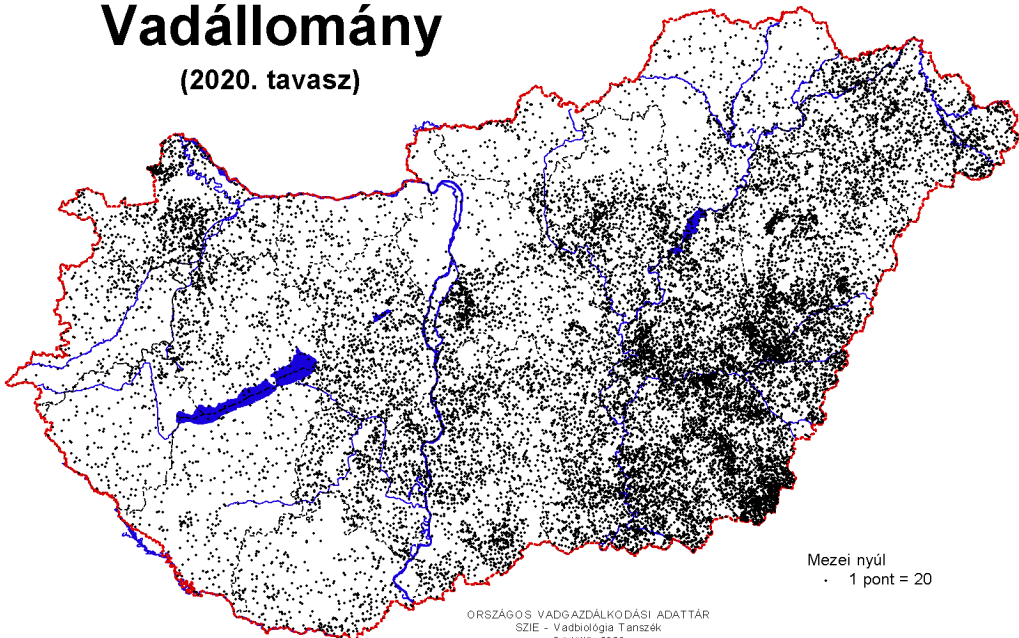 Vadállomány
(2020. tavasz)
Mezei nyúl
1 pont = 20
ORSZÁGOS VADGAZDÁLKODÁSI ADATTÁR
SZIE - Vadbiológia Tanszék